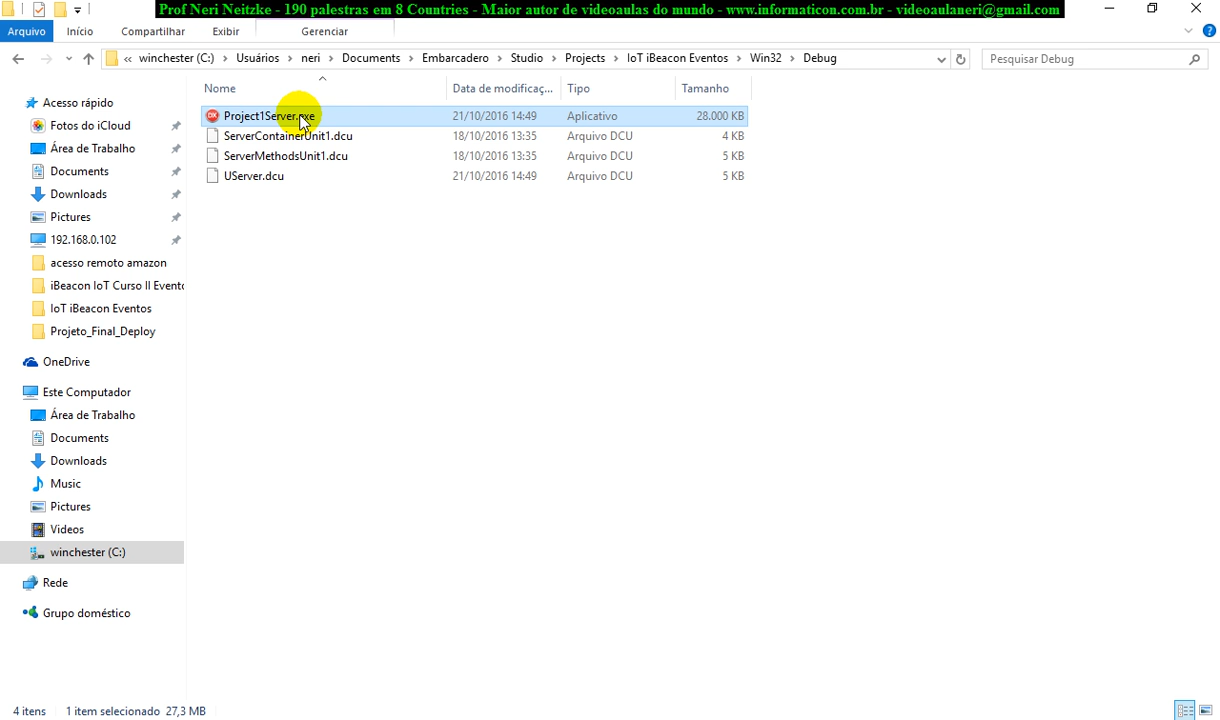 Prof Neri Neitzke - 190 palestras em 8 Countries - Maior autor de videoaulas do mundo - www.informaticon.com.br - videoaulaneri@gmail.com
Arquivo Início Compartilhar Exibir Gerenciar
« winchester (C:) › Usuários › neri › Documents › Embarcadero › Studio › Projects › IoT iBeacon Eventos › Win32 › Debug
Pesquisar Debug
Nome Data de modificaç... Tipo Tamanho
Project1Server.exe 21/10/2016 14:49 Aplicativo 28.000 KB
ServerContainerUnit1.dcu 18/10/2016 13:35 Arquivo DCU 4 KB
ServerMethodsUnit1.dcu 18/10/2016 13:35 Arquivo DCU 5 KB
UServer.dcu 21/10/2016 14:49 Arquivo DCU 5 KB
Acesso rápido
Fotos do iCloud
Área de Trabalho
Documents
Downloads
Pictures
192.168.0.102
acesso remoto amazon
iBeacon IoT Curso II Evento
IoT iBeacon Eventos
Projeto_Final_Deploy
OneDrive
Este Computador
Área de Trabalho
Documents
Downloads
Music
Pictures
Videos
winchester (C:)
Rede
Grupo doméstico
4 itens 1 item selecionado 27,3 MB